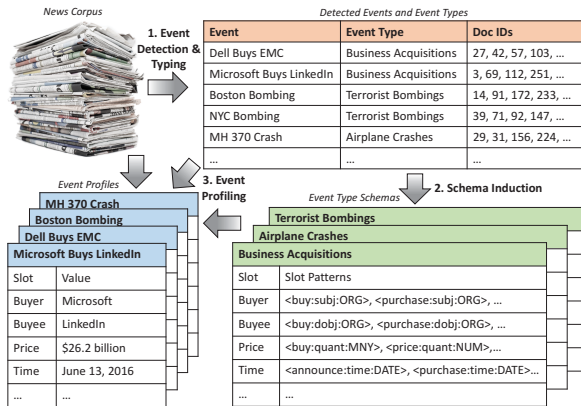 News Corpus
1. Event
Detection &
Typing
Detected Events and Event Types
Event Event Type Doc IDs
Dell Buys EMC Business Acquisitions 27, 42, 57, 103, ...
Microsoft Buys LinkedIn Business Acquisitions 3, 69, 112, 251, ...
Boston Bombing Terrorist Bombings 14, 91, 172, 233, ...
NYC Bombing Terrorist Bombings 39, 71, 92, 147, ...
MH 370 Crash Airplane Crashes 29, 31, 156, 224, ...
... ... ...
2. Schema Induction
3. Event
Profiling
Event Profiles
MH 370 Crash
Boston Bombing
Dell Buys EMC
Microsoft Buys LinkedIn
Slot Value
Buyer Microsoft
Buyee LinkedIn
Price $26.2 billion
Time June 13, 2016
... ...
Event Type Schemas
Terrorist Bombings
Airplane Crashes
Business Acquisitions
Slot Slot Patterns
Buyer <buy:subj:ORG>, <purchase:subj:ORG>, ...
Buyee <buy:dobj:ORG>, <purchase:dobj:ORG>, ...
Price <buy:quant:MNY>, <price:quant:NUM>,...
Time <announce:time:DATE>, <purchase:time:DATE>...
... ...